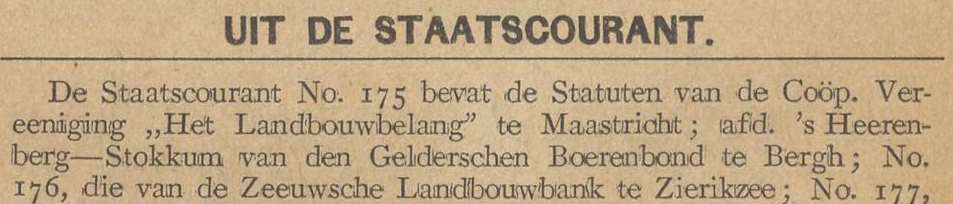 UIT DE STAATSCOURANT.
De Staatscourant No. 175 bevat de Statuten van de Coöp. Ver-
eeniging „Het Landbouwbelang” te Maastricht; afd. 's Heeren-
berg—Stokkum van den Gelderschen Boerenbond te Bergh; No.
176, die van de Zeeuwsche Landbouwbank te Zierikzee; No. 177,